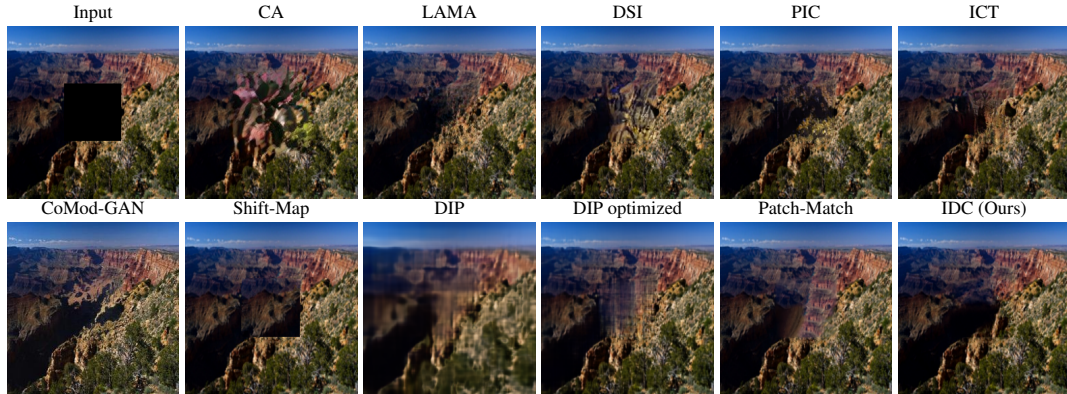 Input CA LAMA DSI PIC ICT
CoMod-GAN Shift-Map DIP DIP optimized Patch-Match IDC (Ours)